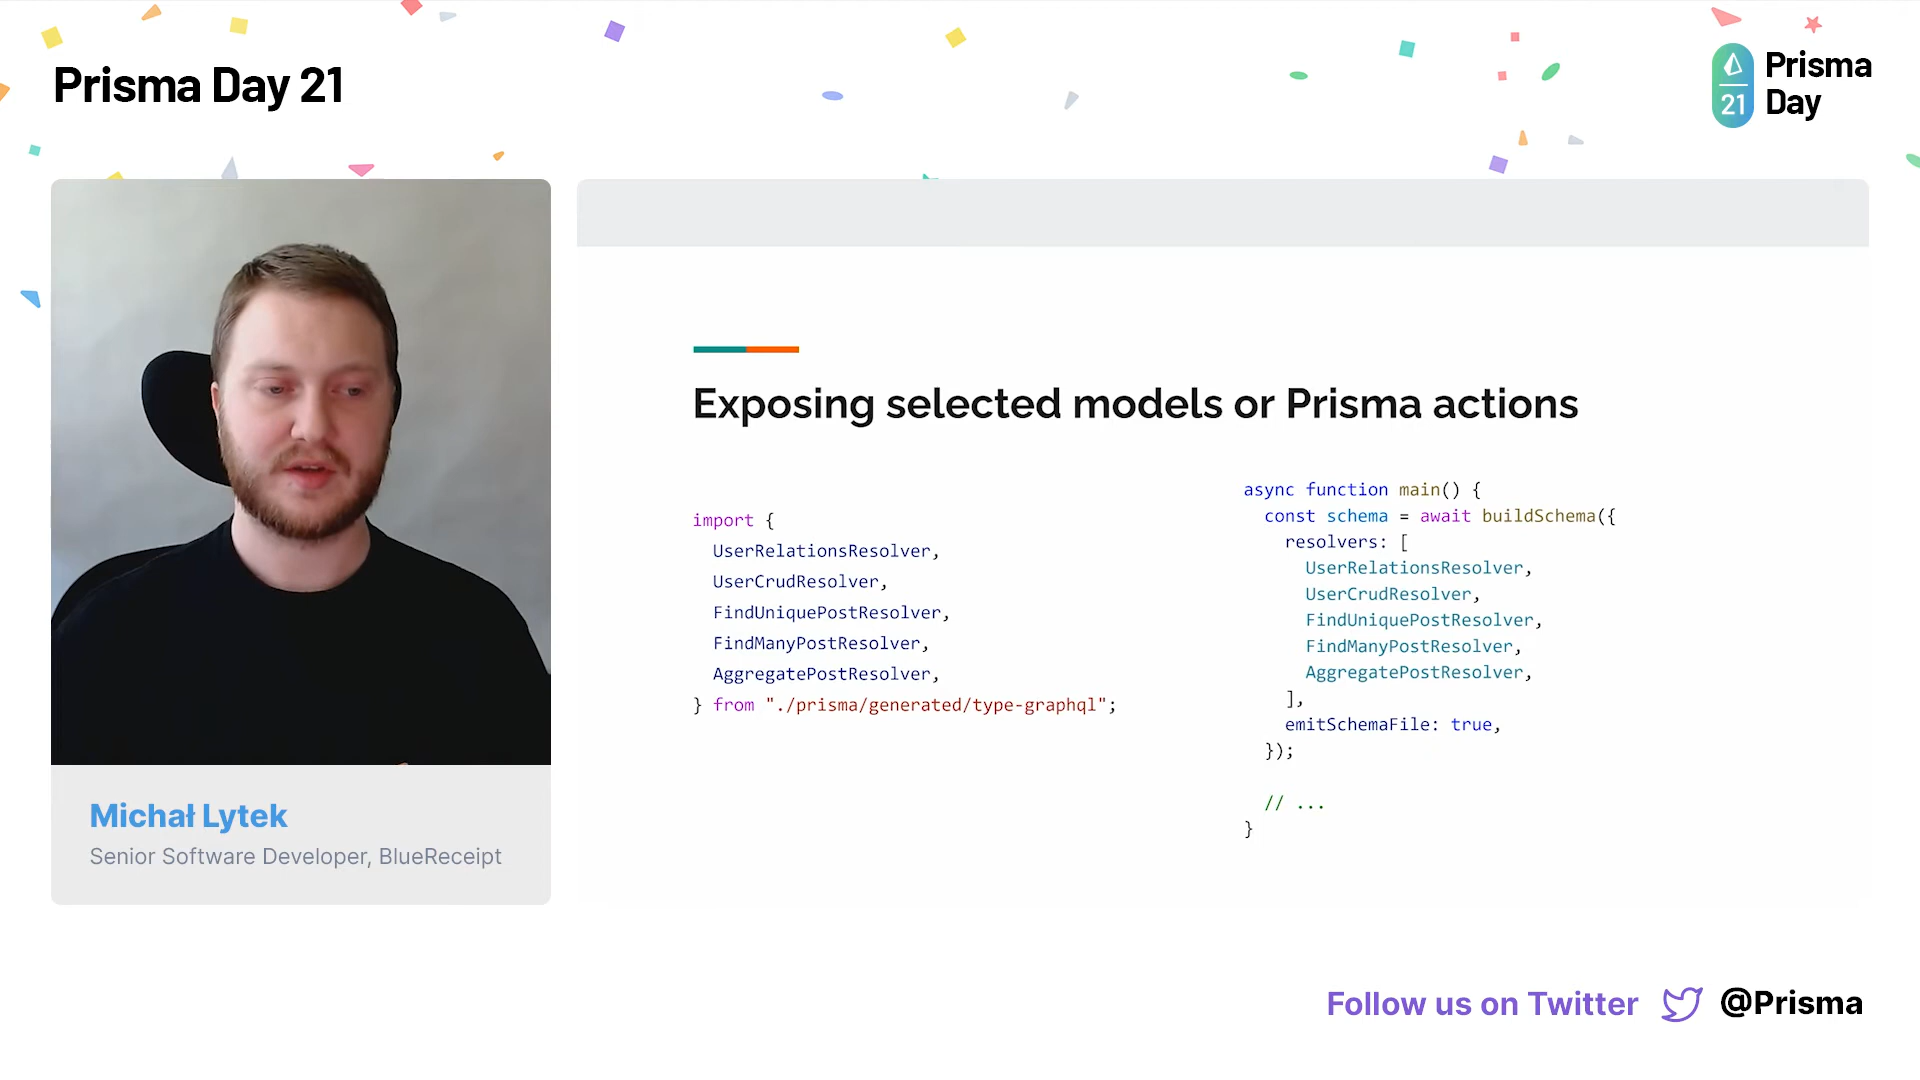 Prisma Day 21
Prisma
Day
21
Michał Lytek
Senior Software Developer, BlueReceipt
Exposing selected models or Prisma actions
import {
  UserRelationsResolver,
  UserCrudResolver,
  FindUniquePostResolver,
  FindManyPostResolver,
  AggregatePostResolver,
} from "./prisma/generated/type-graphql";
async function main() {
  const schema = await buildSchema({
    resolvers: [
      UserRelationsResolver,
      UserCrudResolver,
      FindUniquePostResolver,
      FindManyPostResolver,
      AggregatePostResolver,
    ],
    emitSchemaFile: true,
  });
  // ...
}
Follow us on Twitter @Prisma